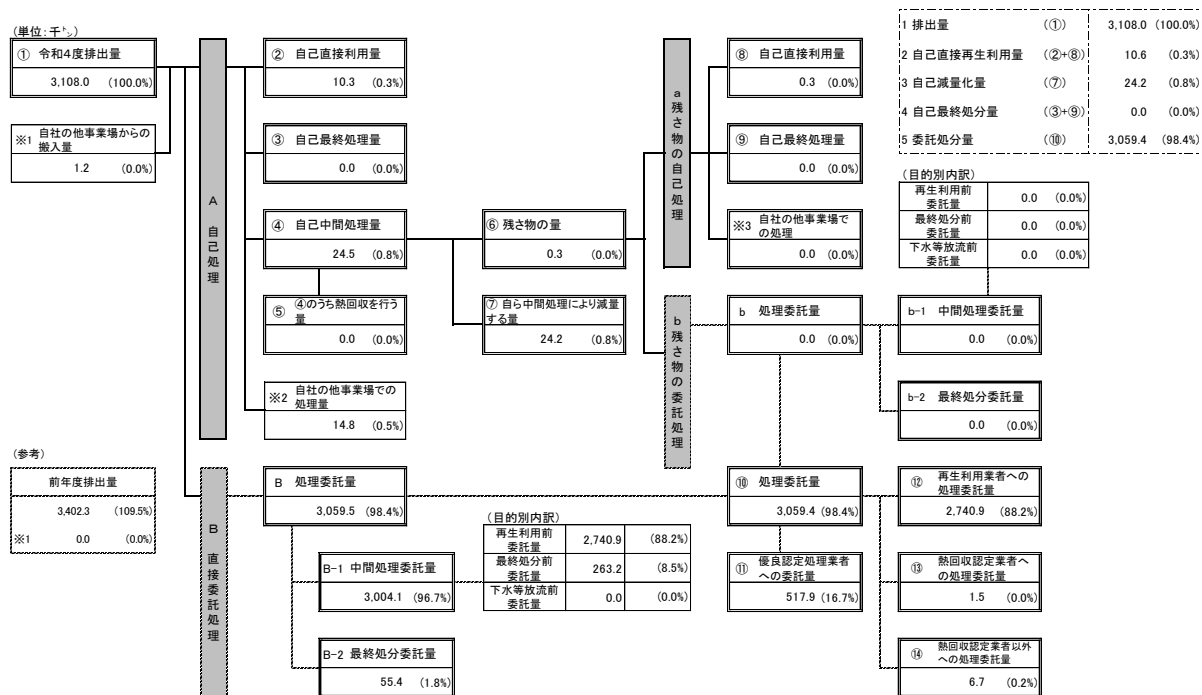 (単位:千㌧)
① 令和4度排出量
3,108.0 (100.0%)
※1 自社の他事業場からの
搬入量
1.2 (0.0%)
A 自己処理
② 自己直接利用量
10.3 (0.3%)
③ 自己最終処理量
0.0 (0.0%)
④ 自己中間処理量
24.5 (0.8%)
⑤ ④のうち熱回収を行う
量
0.0 (0.0%)
※2 自社の他事業場での
処理量
14.8 (0.5%)
⑥ 残さ物の量
0.3 (0.0%)
⑦ 自ら中間処理により減量
する量
24.2 (0.8%)
a 残さ物の自己処理
⑧ 自己直接利用量
0.3 (0.0%)
⑨ 自己最終処理量
0.0 (0.0%)
※3 自社の他事業場で
の処理
0.0 (0.0%)
b 残さ物の委託処理
b 処理委託量
0.0 (0.0%)
1 排出量 (①) 3,108.0 (100.0%)
2 自己直接再生利用量 (②+⑧) 10.6 (0.3%)
3 自己減量化量 (⑦) 24.2 (0.8%)
4 自己最終処分量 (③+⑨) 0.0 (0.0%)
5 委託処分量 (⑩) 3,059.4 (98.4%)
(目的別内訳)
再生利用前
委託量 0.0 (0.0%)
最終処分前
委託量 0.0 (0.0%)
下水等放流前
委託量 0.0 (0.0%)
b-1 中間処理委託量
0.0 (0.0%)
b-2 最終処分委託量
0.0 (0.0%)
(参考)
前年度排出量
3,402.3 (109.5%)
※1 0.0 (0.0%)
B 直接委託処理
B 処理委託量
3,059.5 (98.4%)
B-1 中間処理委託量
3,004.1 (96.7%)
B-2 最終処分委託量
55.4 (1.8%)
(目的別内訳)
再生利用前
委託量 2,740.9 (88.2%)
最終処分前
委託量 263.2 (8.5%)
下水等放流前
委託量 0.0 (0.0%)
⑩ 処理委託量
3,059.4 (98.4%)
⑪ 優良認定処理業者
への委託量
517.9 (16.7%)
⑫ 再生利用業者への
処理委託量
2,740.9 (88.2%)
⑬ 熱回収認定業者へ
の処理委託量
1.5 (0.0%)
⑭ 熱回収認定業者以外
への処理委託量
6.7 (0.2%)